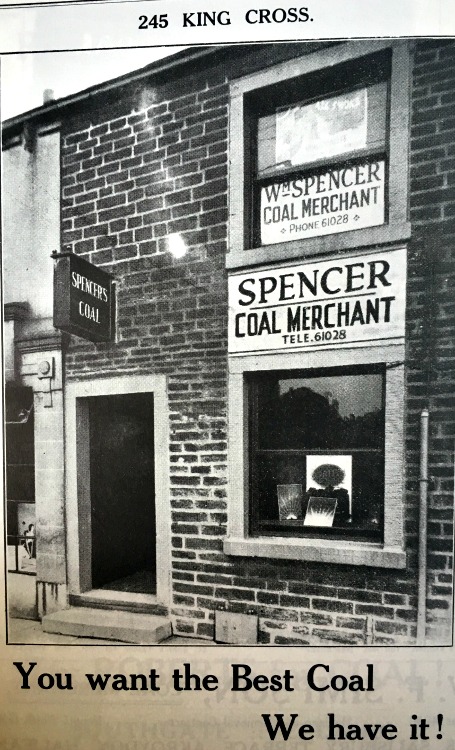 245 KING CROSS.
Wᴹ SPENCER
COAL MERCHANT
PHONE 61028
SPENCER
COAL MERCHANT
TELE. 61028
SPENCER'S
COAL
You want the Best Coal
We have it!